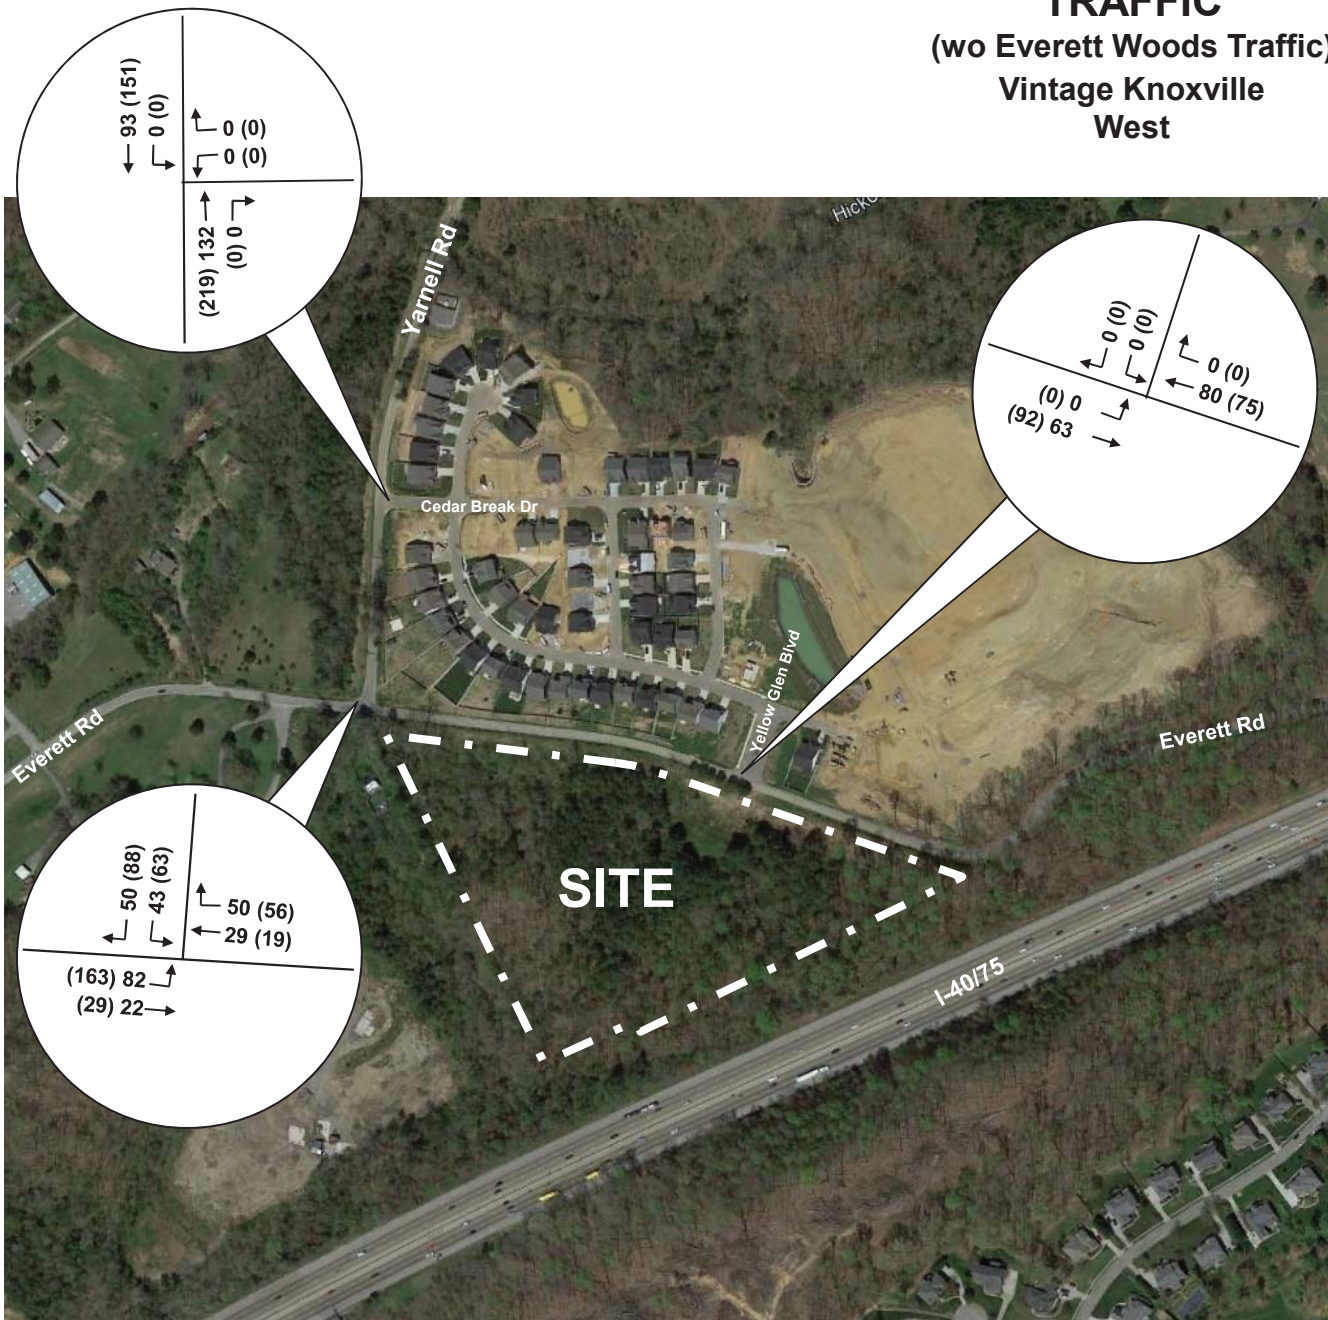 TRAFFIC
(wo Everett Woods Traffic)
Vintage Knoxville
West
93 (151)
0 (0)
0 (0)
0 (0)
(219) 132
(0) 0
Yarnell Rd
0 (0)
0 (0)
0 (0)
80 (75)
(0) 0
(92) 63
Cedar Break Dr
Yellow Glen Blvd
Everett Rd
Everett Rd
50 (88)
43 (63)
50 (56)
29 (19)
(163) 82
(29) 22
SITE
I-40/75